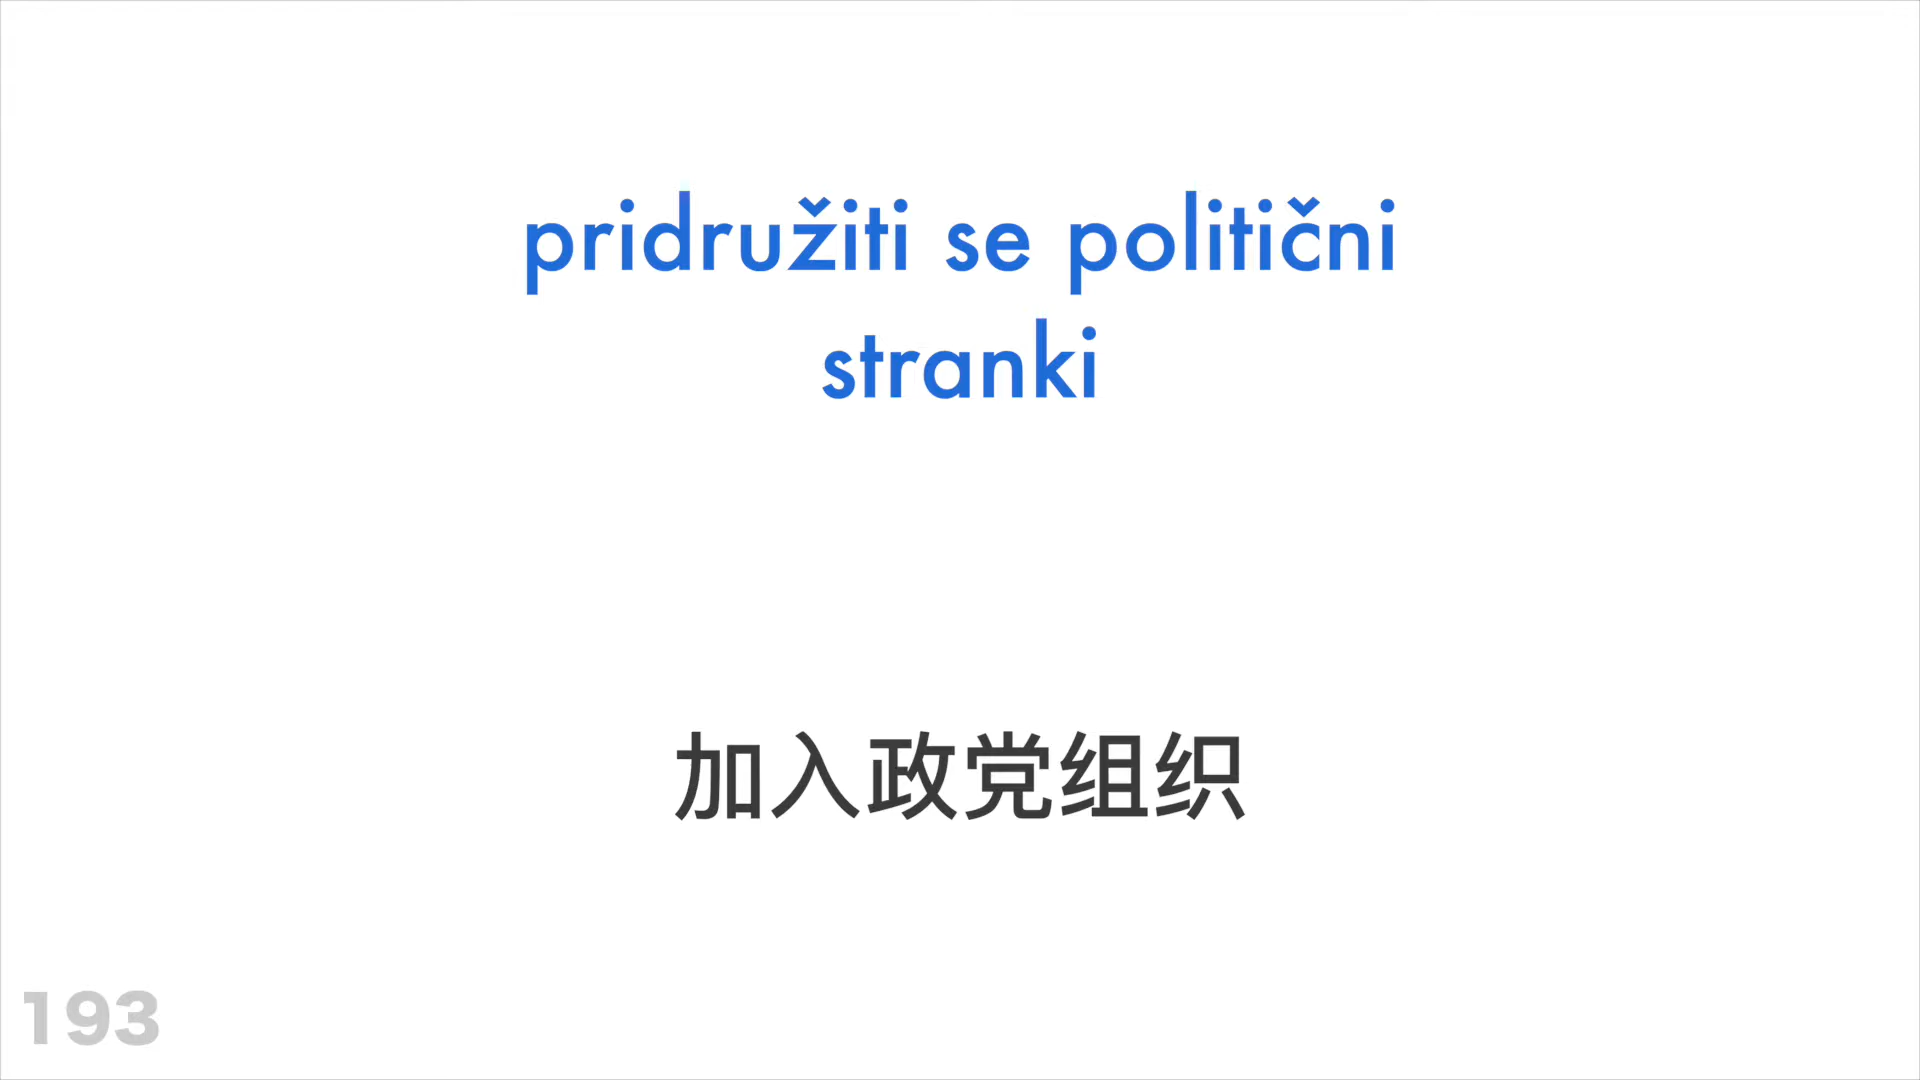 pridružiti se politični
stranki
加入政党组织
193